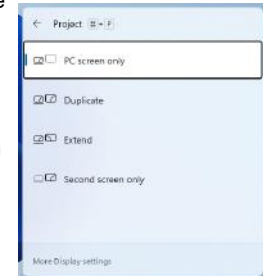 e
← Project ⊞ + P
PC screen only
Duplicate
Extend
Second screen only
More Display settings